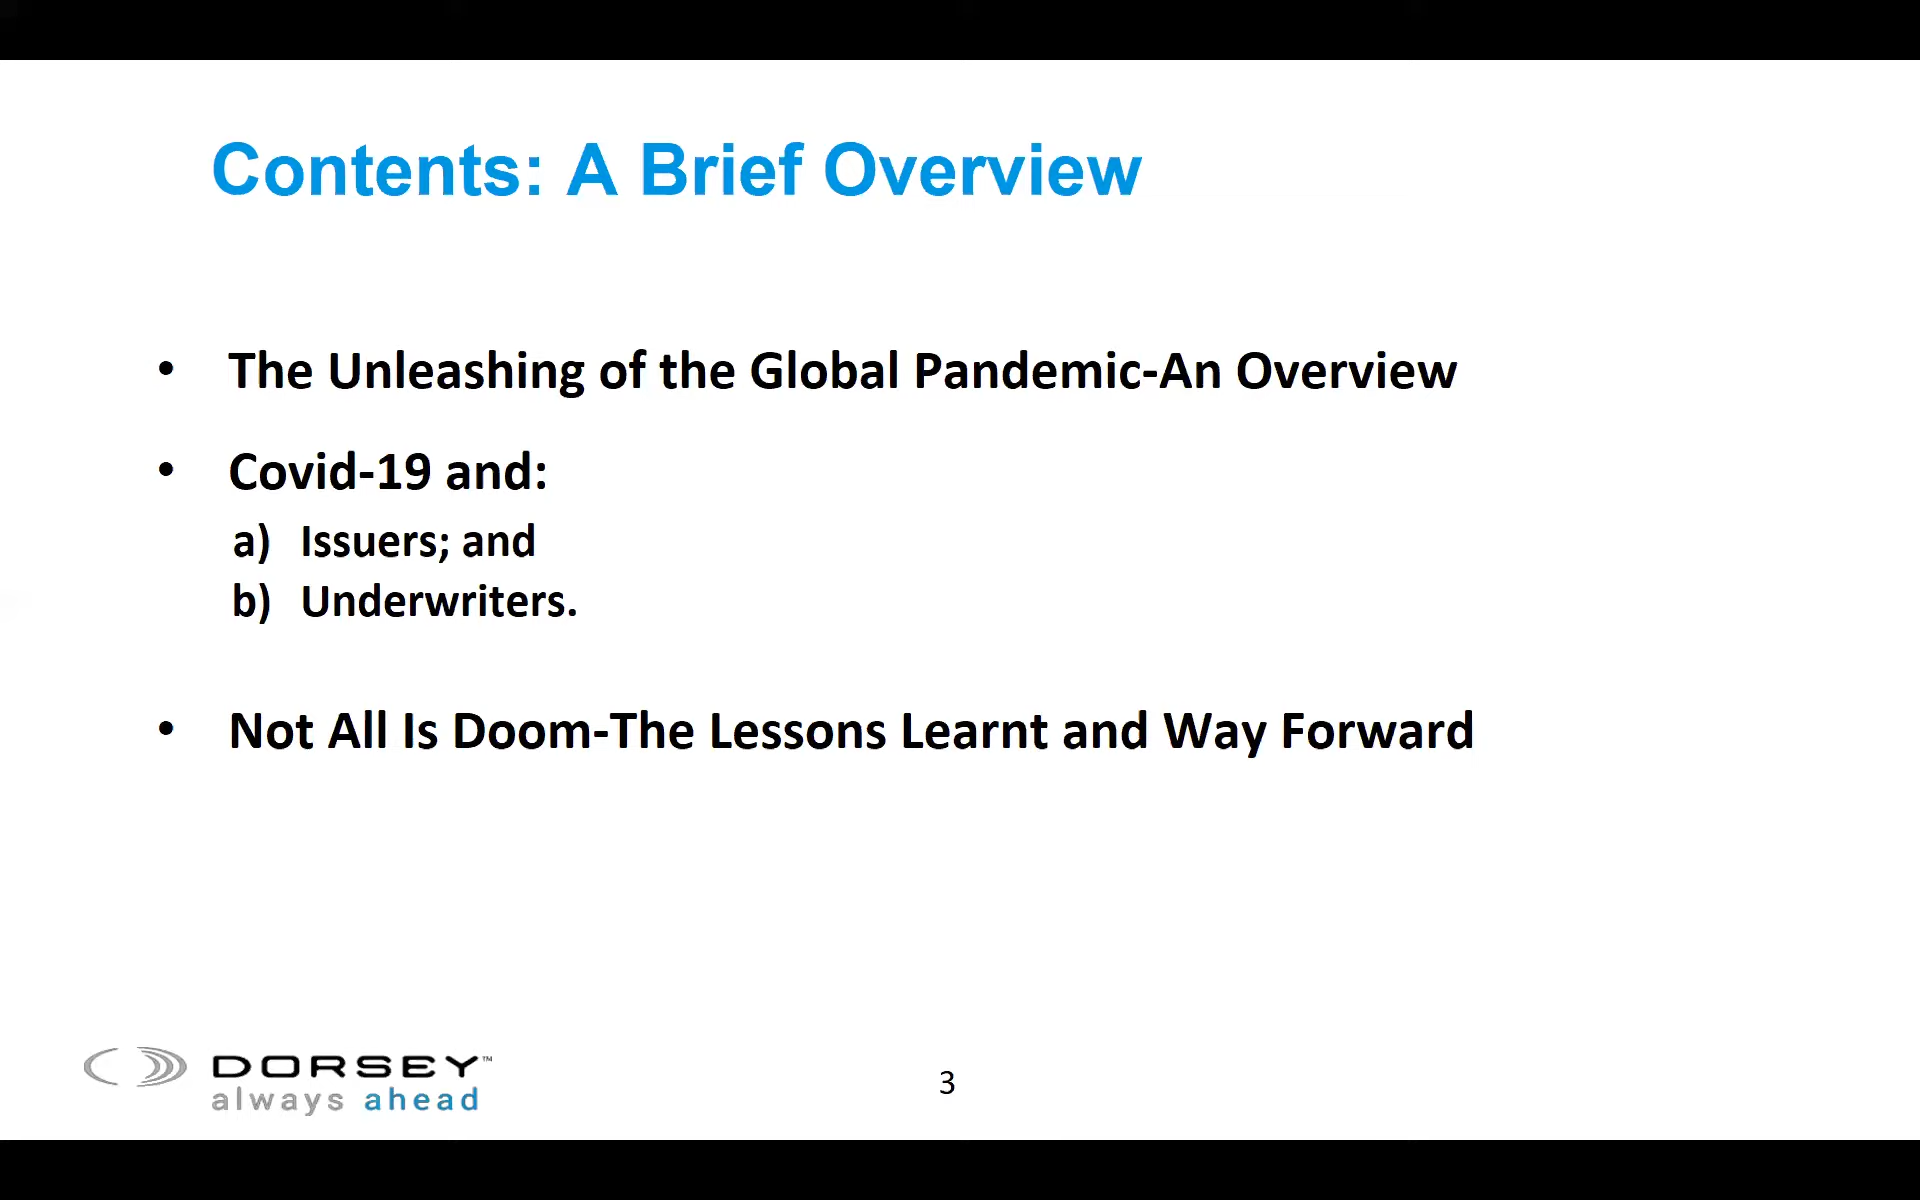 Contents: A Brief Overview
• The Unleashing of the Global Pandemic-An Overview
• Covid-19 and:
a) Issuers; and
b) Underwriters.
• Not All Is Doom-The Lessons Learnt and Way Forward
DORSEY™
always ahead
3